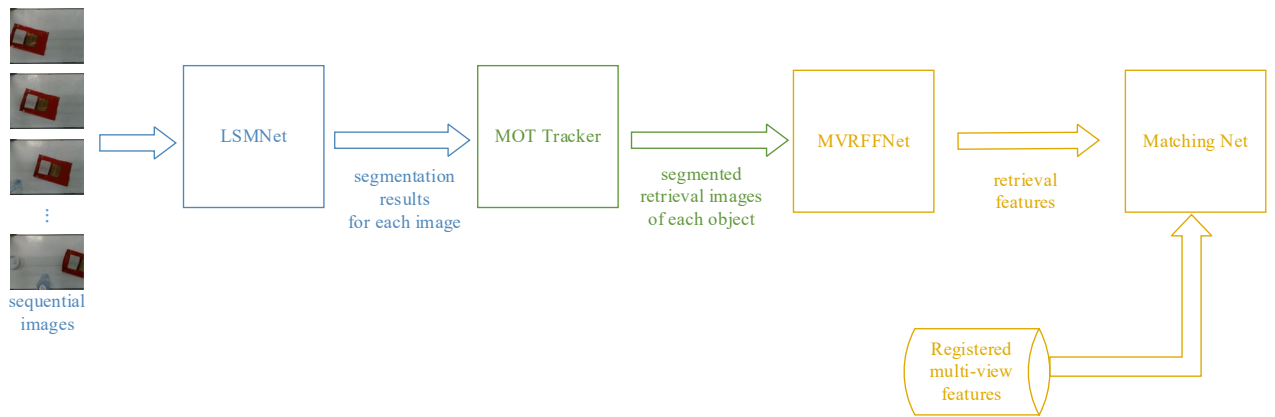 sequential
images
LSMNet
segmentation
results
for each image
MOT Tracker
segmented
retrieval images
of each object
MVRFFNet
retrieval
features
Matching Net
Registered
multi-view
features